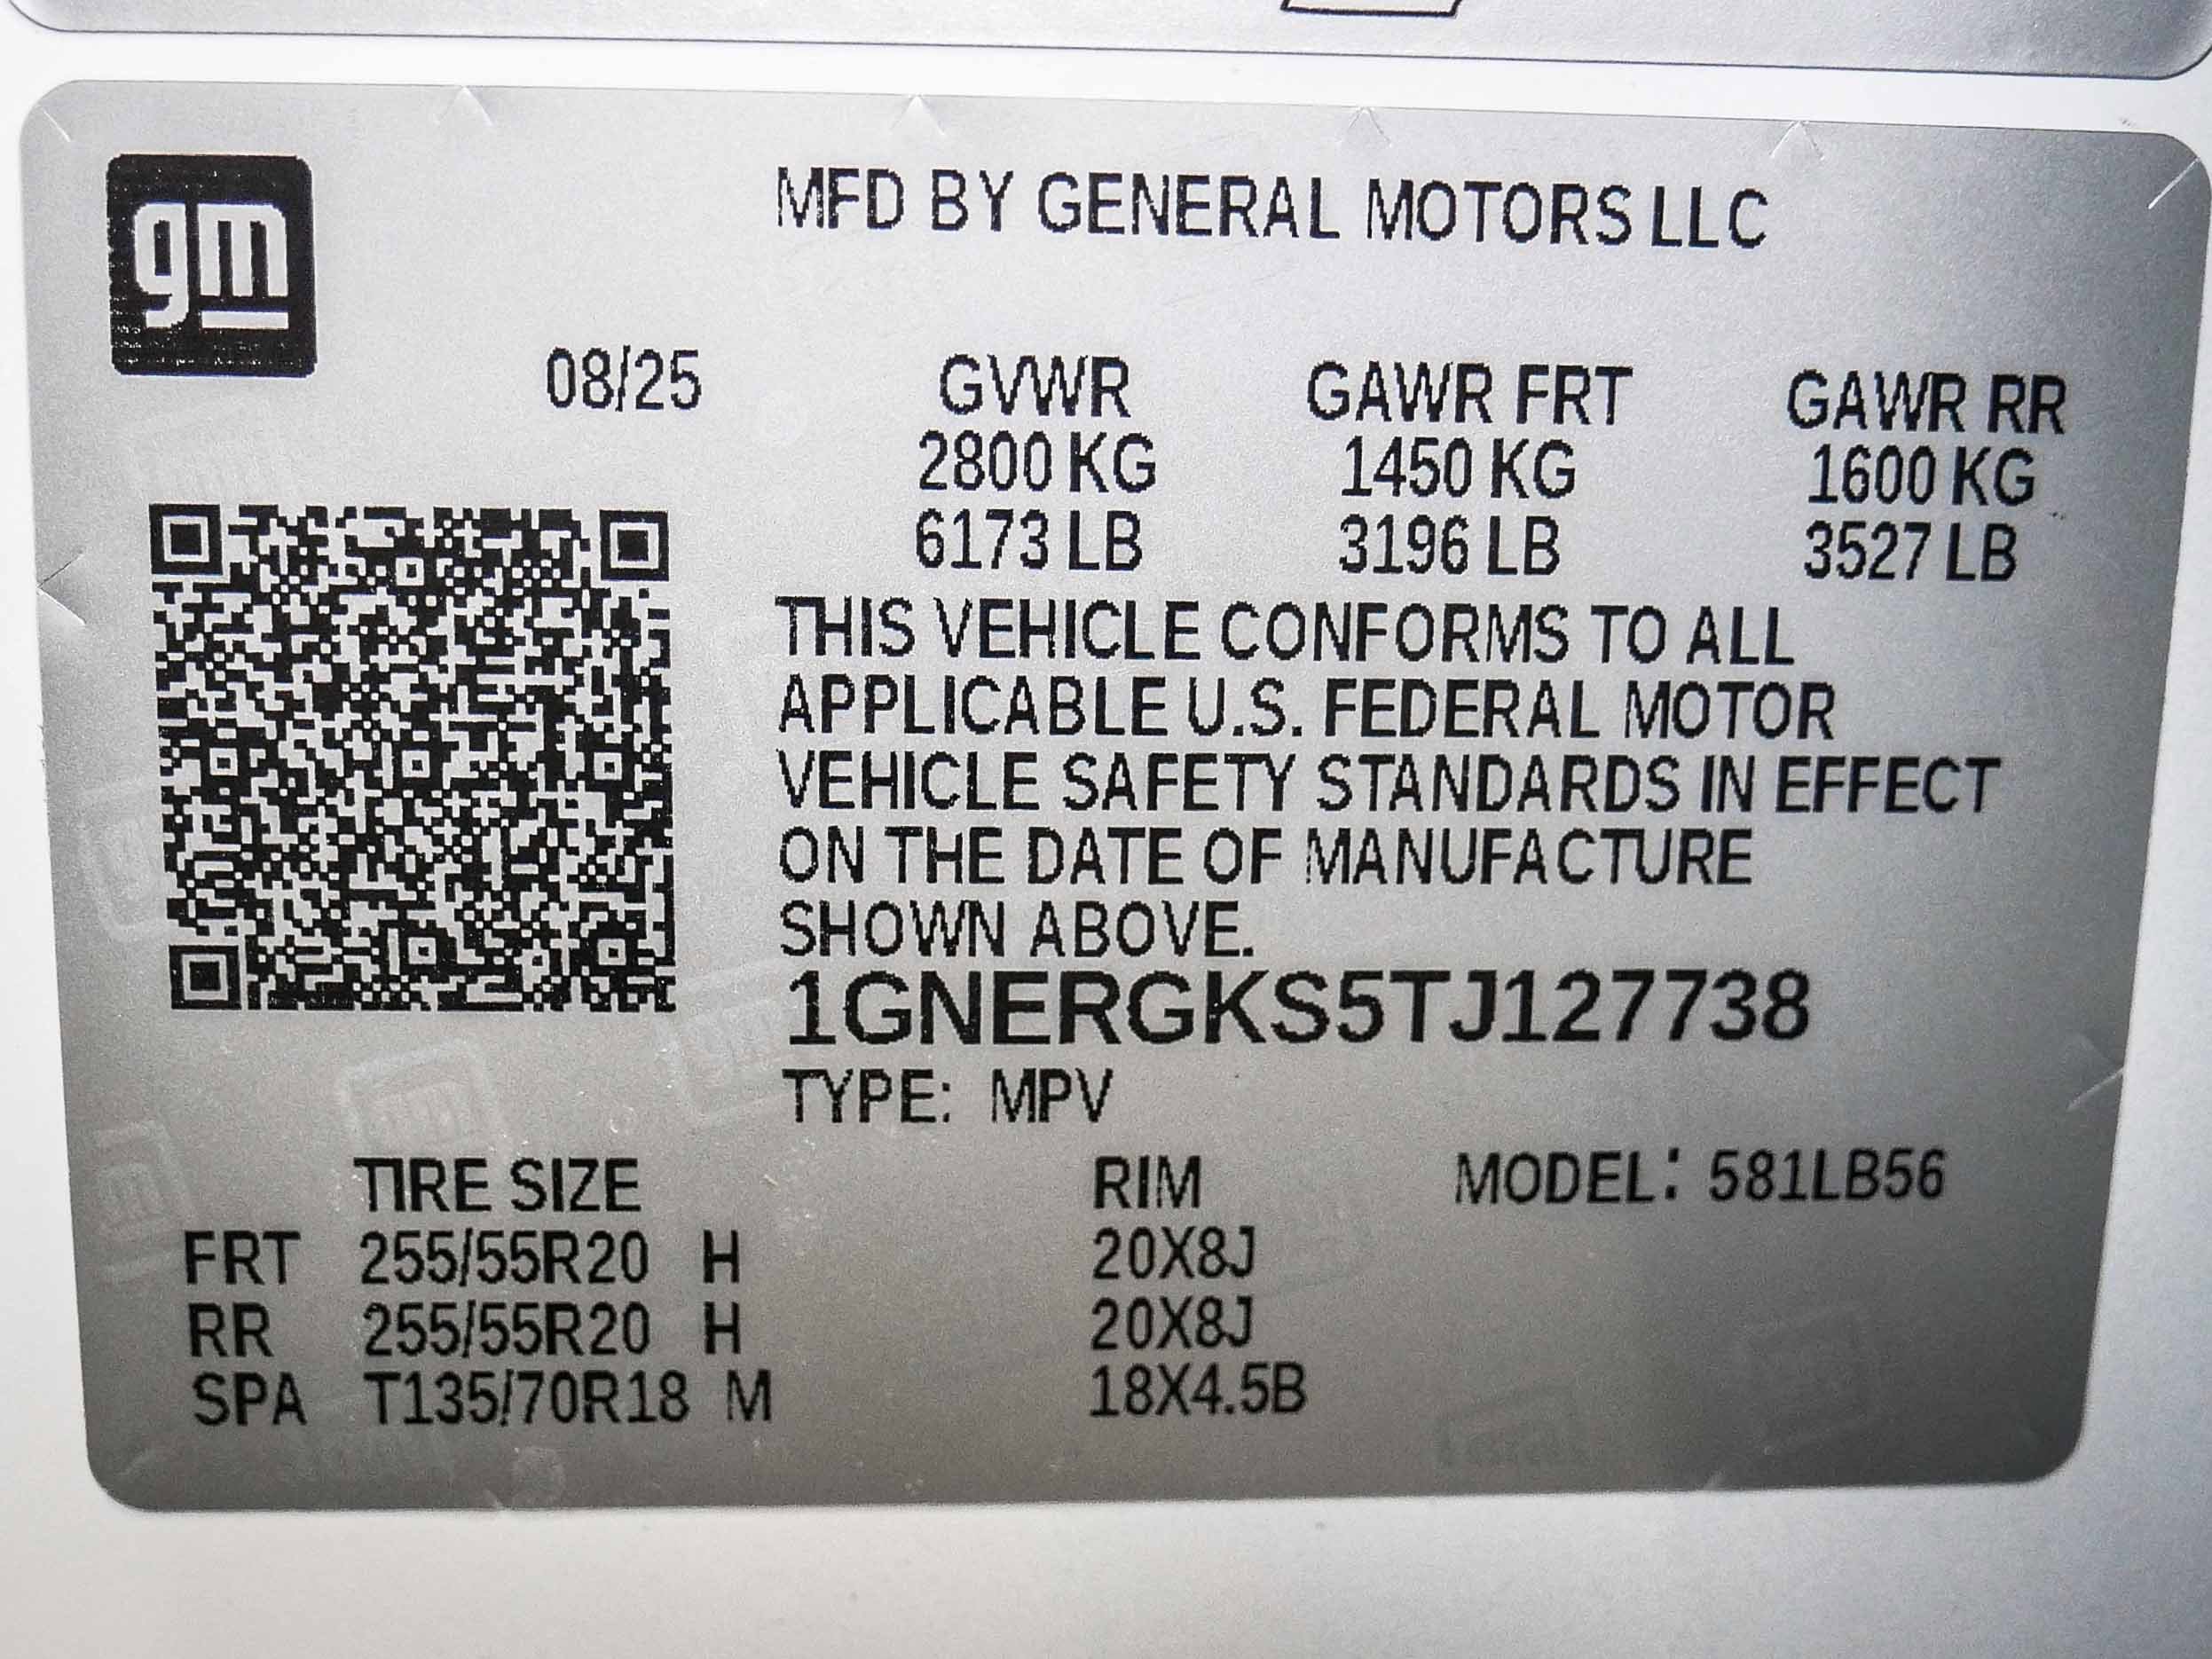 gm
MFD BY GENERAL MOTORS LLC
08/25 GVWR GAWR FRT GAWR RR
2800 KG 1450 KG 1600 KG
6173 LB 3196 LB 3527 LB
THIS VEHICLE CONFORMS TO ALL
APPLICABLE U.S. FEDERAL MOTOR
VEHICLE SAFETY STANDARDS IN EFFECT
ON THE DATE OF MANUFACTURE
SHOWN ABOVE.
1GNERGKS5TJ127738
TYPE: MPV
TIRE SIZE RIM MODEL: 581LB56
FRT 255/55R20 H 20X8J
RR 255/55R20 H 20X8J
SPA T135/70R18 M 18X4.5B